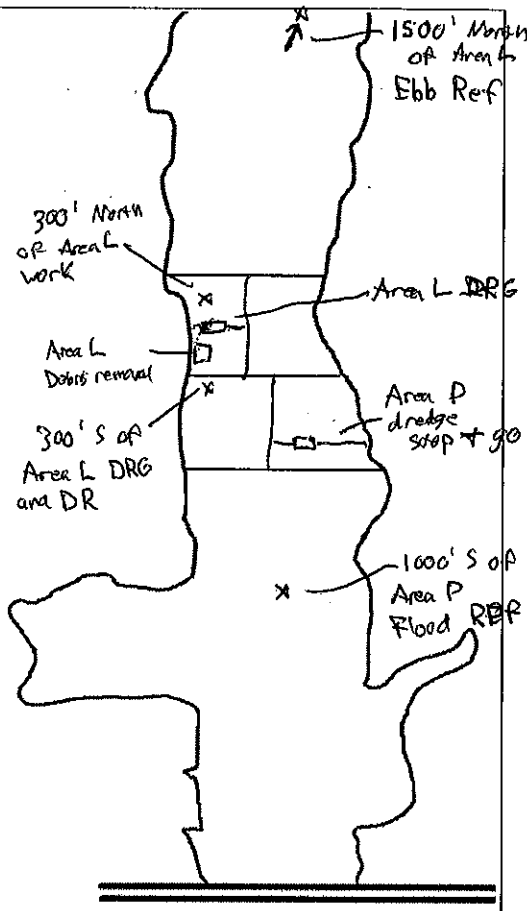 1500' North
of Area L
Ebb Ref
300' North
of Area L
work
Area L DRG
Area L
Debris removal
300' S of
Area L DRG
and DR
Area P
dredge
stop + go
1000' S of
Area P
Flood REF